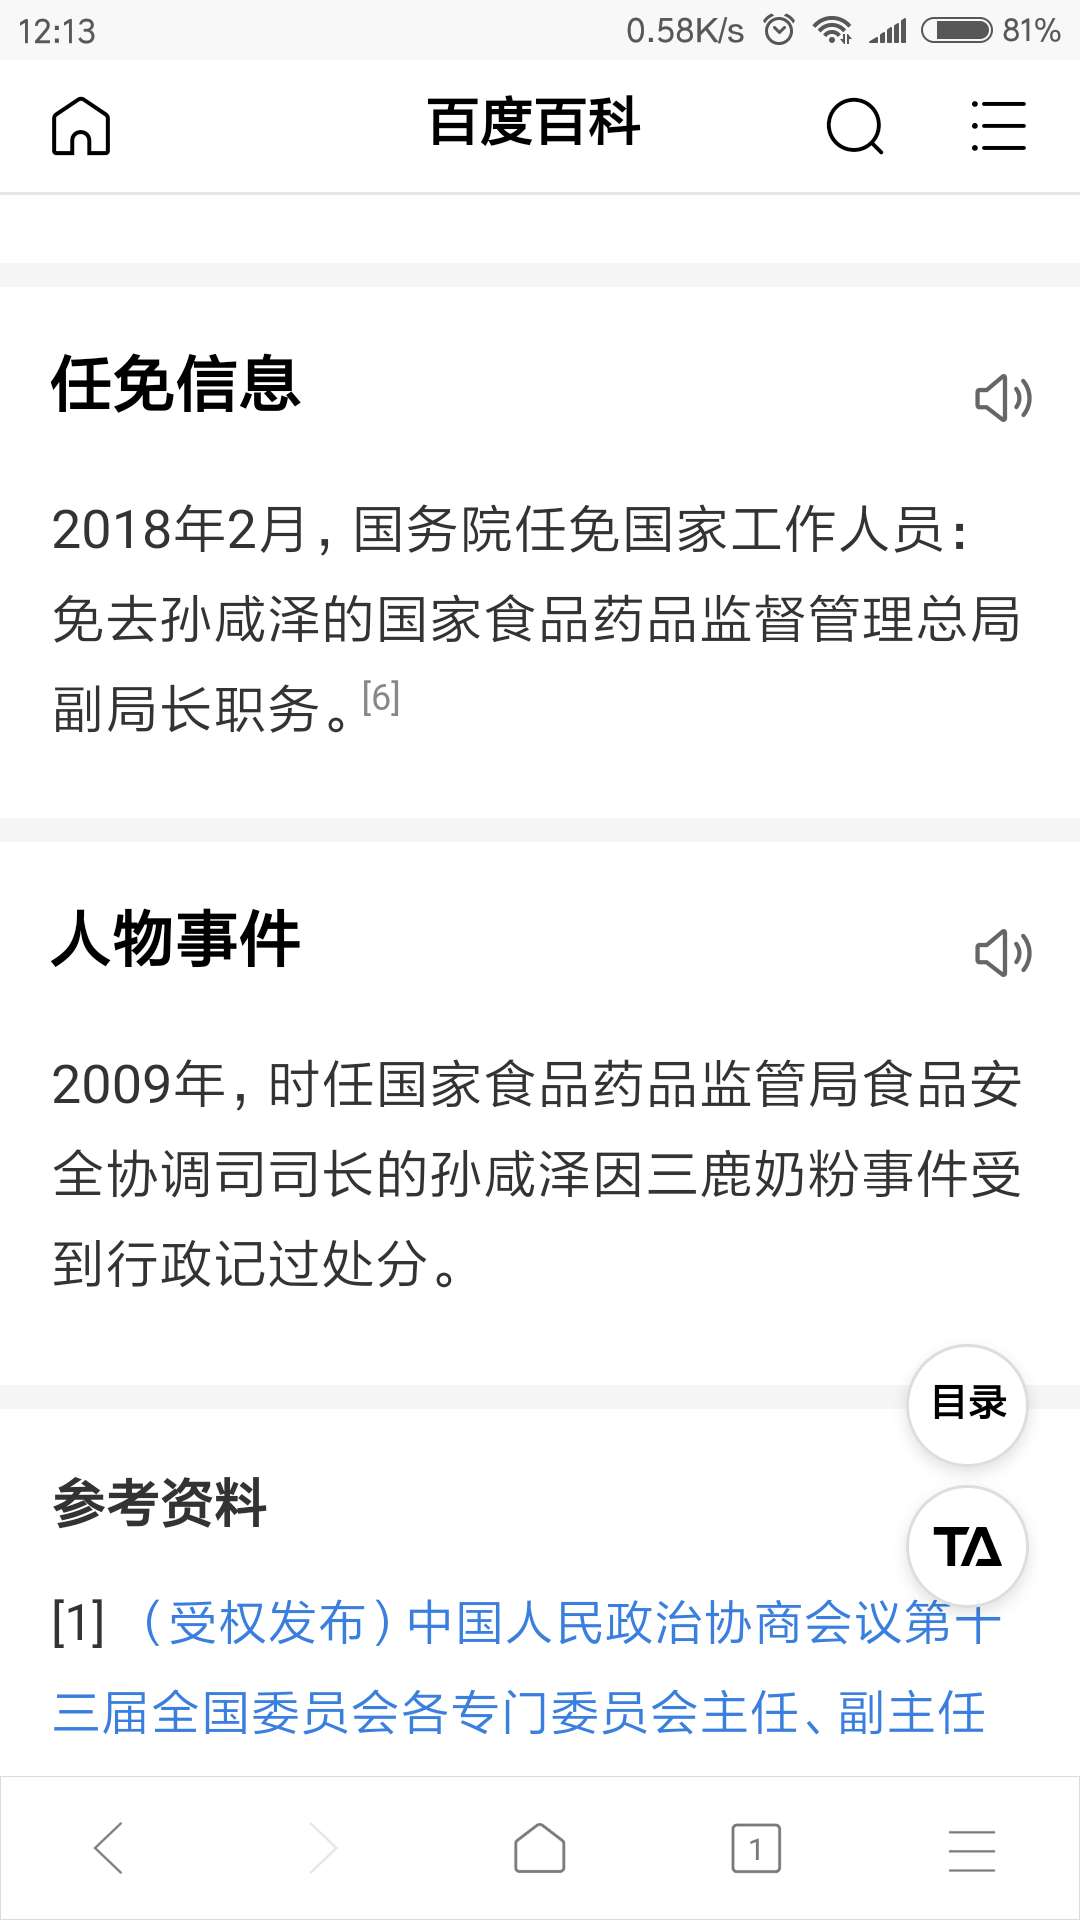 12:13 0.58K/s 81%
百度百科
任免信息
2018年2月，国务院任免国家工作人员：
免去孙咸泽的国家食品药品监督管理总局
副局长职务。[6]
人物事件
2009年，时任国家食品药品监管局食品安
全协调司司长的孙咸泽因三鹿奶粉事件受
到行政记过处分。
目录
参考资料
TA
[1] （受权发布）中国人民政治协商会议第十
三届全国委员会各专门委员会主任、副主任
1